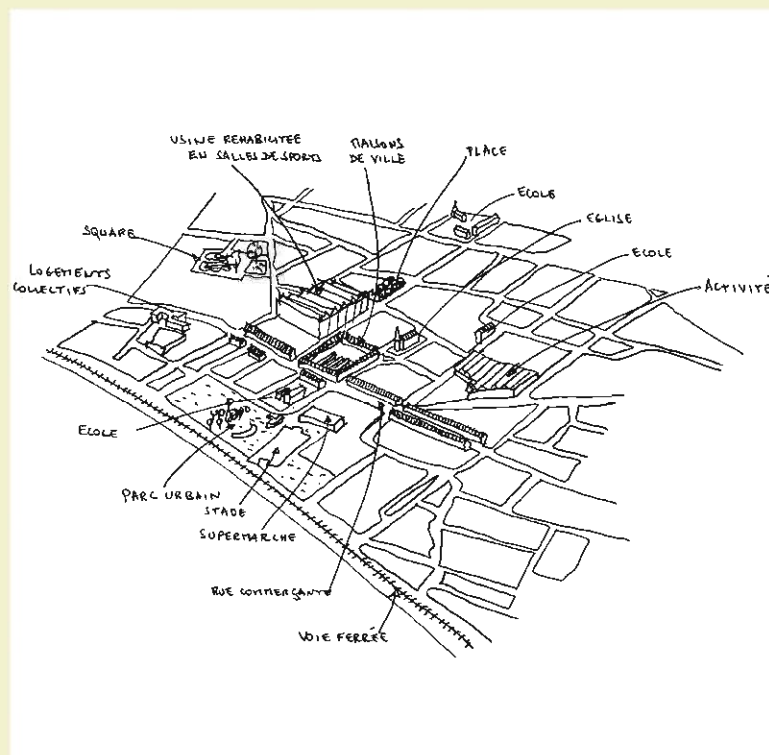 USINE REHABILITEE
EN SALLES DE SPORTS
MAISONS
DE VILLE
PLACE
ECOLE
EGLISE
SQUARE
ECOLE
LOGEMENTS
COLLECTIFS
ACTIVITÉ
ECOLE
PARC URBAIN
STADE
SUPERMARCHE
RUE COMMERÇANTE
VOIE FERRÉE